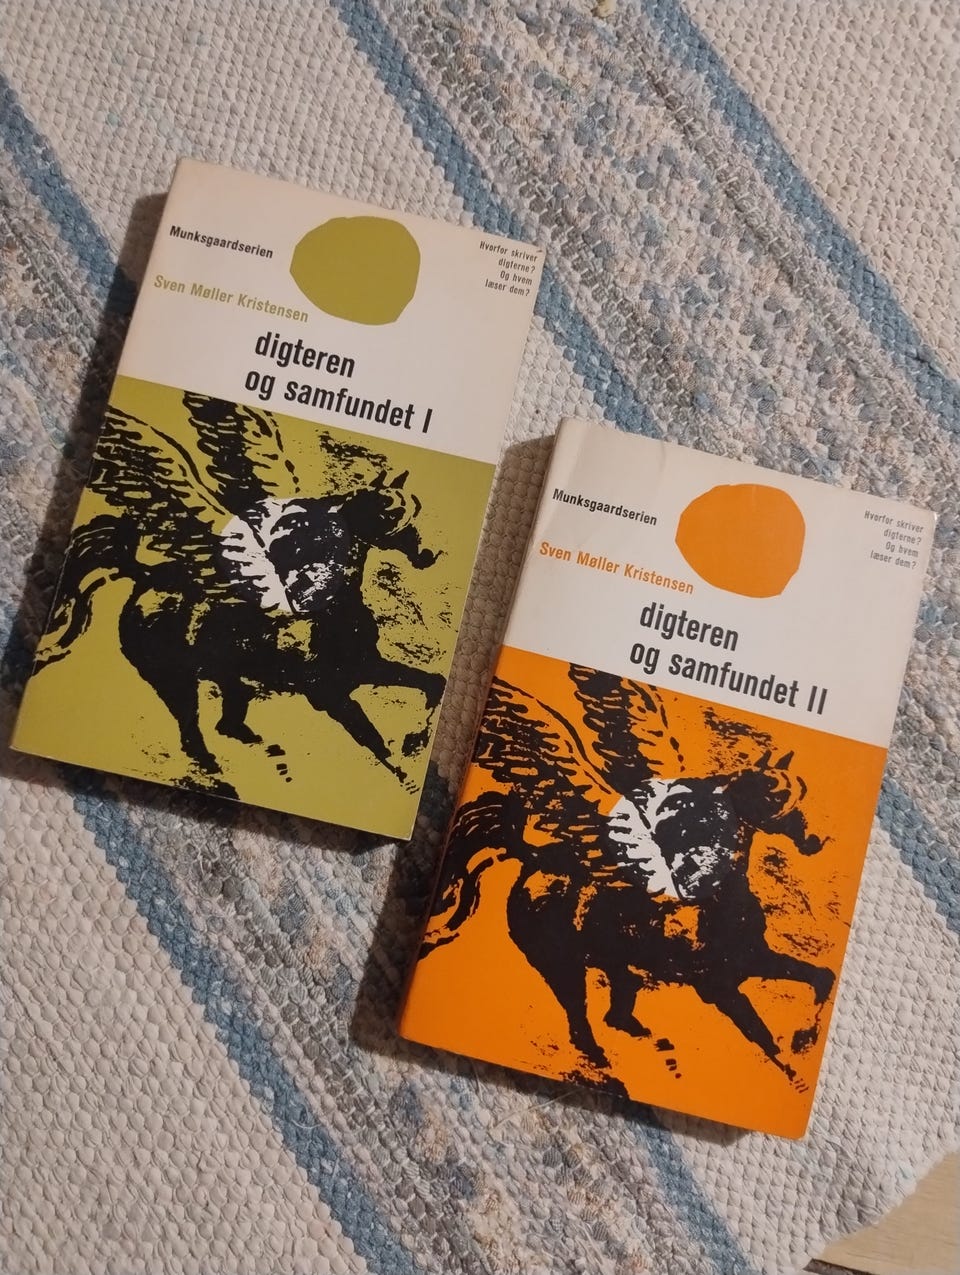 Munksgaardserien
Hvorfor skriver
digterne?
Og hvem
læser dem?
Sven Møller Kristensen
digteren
og samfundet I
Munksgaardserien
Hvorfor skriver
digterne?
Og hvem
læser dem?
Sven Møller Kristensen
digteren
og samfundet II